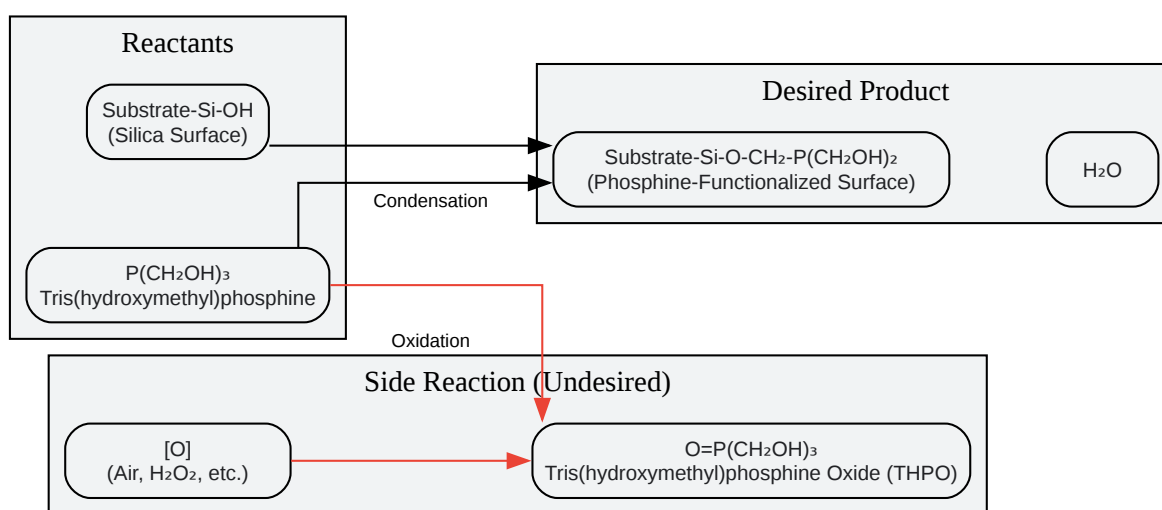 Reactants
Substrate-Si-OH
(Silica Surface)
P(CH₂OH)₃
Tris(hydroxymethyl)phosphine
Condensation
Desired Product
Substrate-Si-O-CH₂-P(CH₂OH)₂
(Phosphine-Functionalized Surface)
H₂O
Oxidation
Side Reaction (Undesired)
[O]
(Air, H₂O₂, etc.)
O=P(CH₂OH)₃
Tris(hydroxymethyl)phosphine Oxide (THPO)